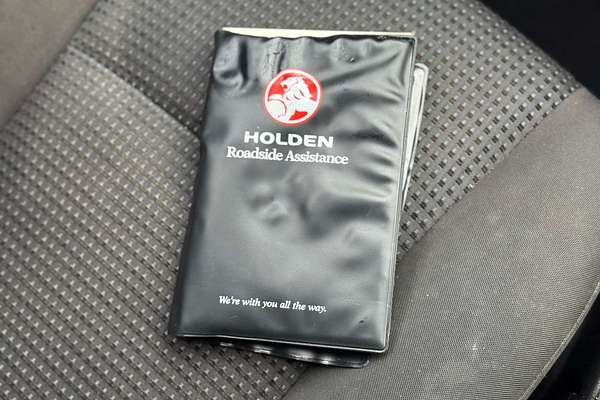 HOLDEN
Roadside Assistance
We're with you all the way.